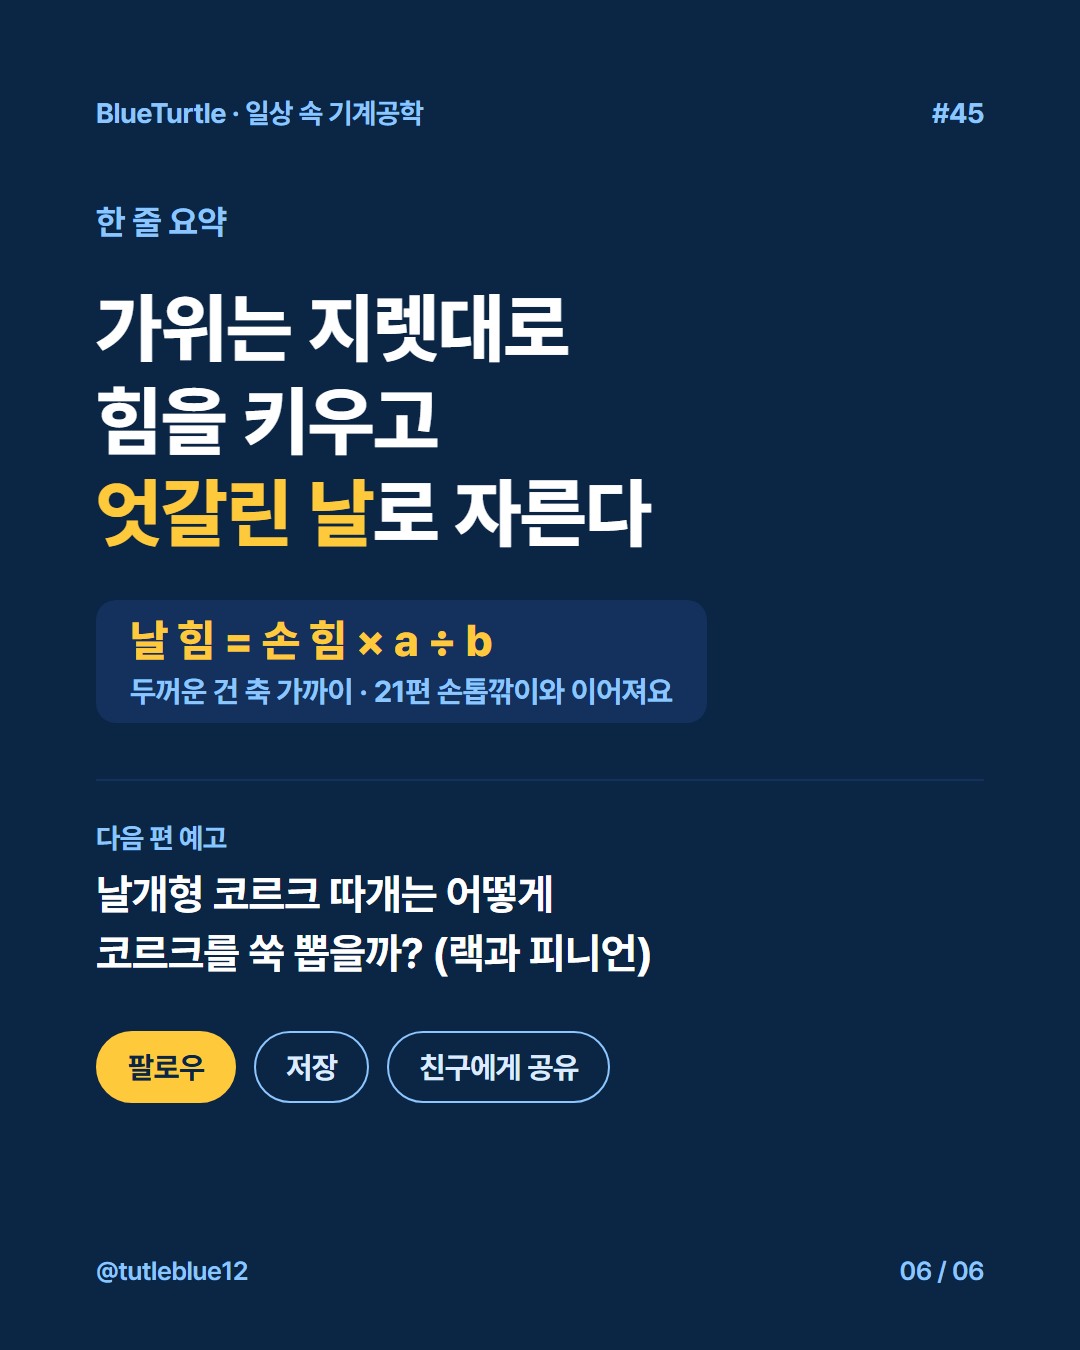 BlueTurtle · 일상 속 기계공학
#45
한 줄 요약
가위는 지렛대로
힘을 키우고
엇갈린 날로 자른다
날 힘 = 손 힘 × a ÷ b
두꺼운 건 축 가까이 · 21편 손톱깎이와 이어져요
다음 편 예고
날개형 코르크 따개는 어떻게
코르크를 쑥 뽑을까? (랙과 피니언)
팔로우
저장
친구에게 공유
@tutleblue12
06 / 06